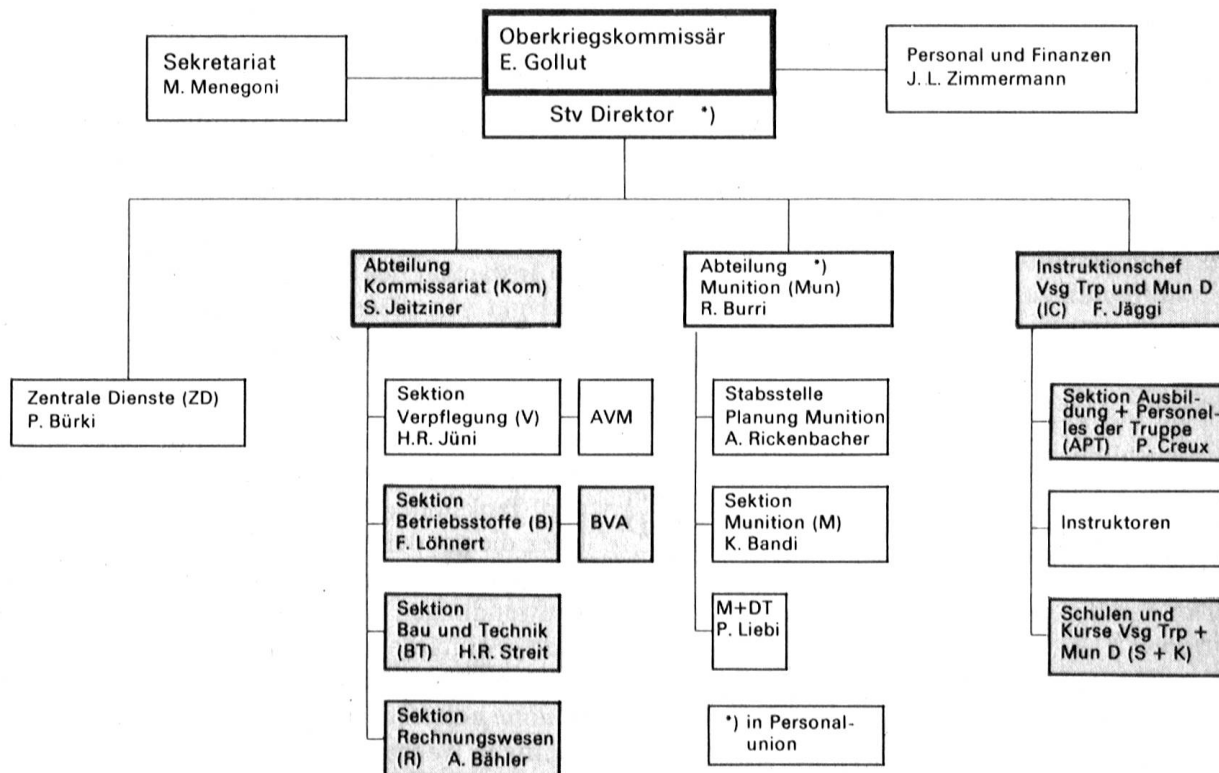 Sekretariat
M. Menegoni
Oberkriegskommissär
E. Gollut
Stv Direktor *)
Personal und Finanzen
J. L. Zimmermann
Zentrale Dienste (ZD)
P. Bürki
Abteilung
Kommissariat (Kom)
S. Jeitziner
Sektion
Verpflegung (V)
H.R. Jüni
AVM
Sektion
Betriebsstoffe (B)
F. Löhnert
BVA
Sektion
Bau und Technik
(BT) H.R. Streit
Sektion
Rechnungswesen
(R) A. Bähler
Abteilung *)
Munition (Mun)
R. Burri
Stabsstelle
Planung Munition
A. Rickenbacher
Sektion
Munition (M)
K. Bandi
M+DT
P. Liebi
*) in Personal-
union
Instruktionschef
Vsg Trp und Mun D
(IC) F. Jäggi
Sektion Ausbil-
dung + Personel-
les der Truppe
(APT) P. Creux
Instruktoren
Schulen und
Kurse Vsg Trp +
Mun D (S + K)